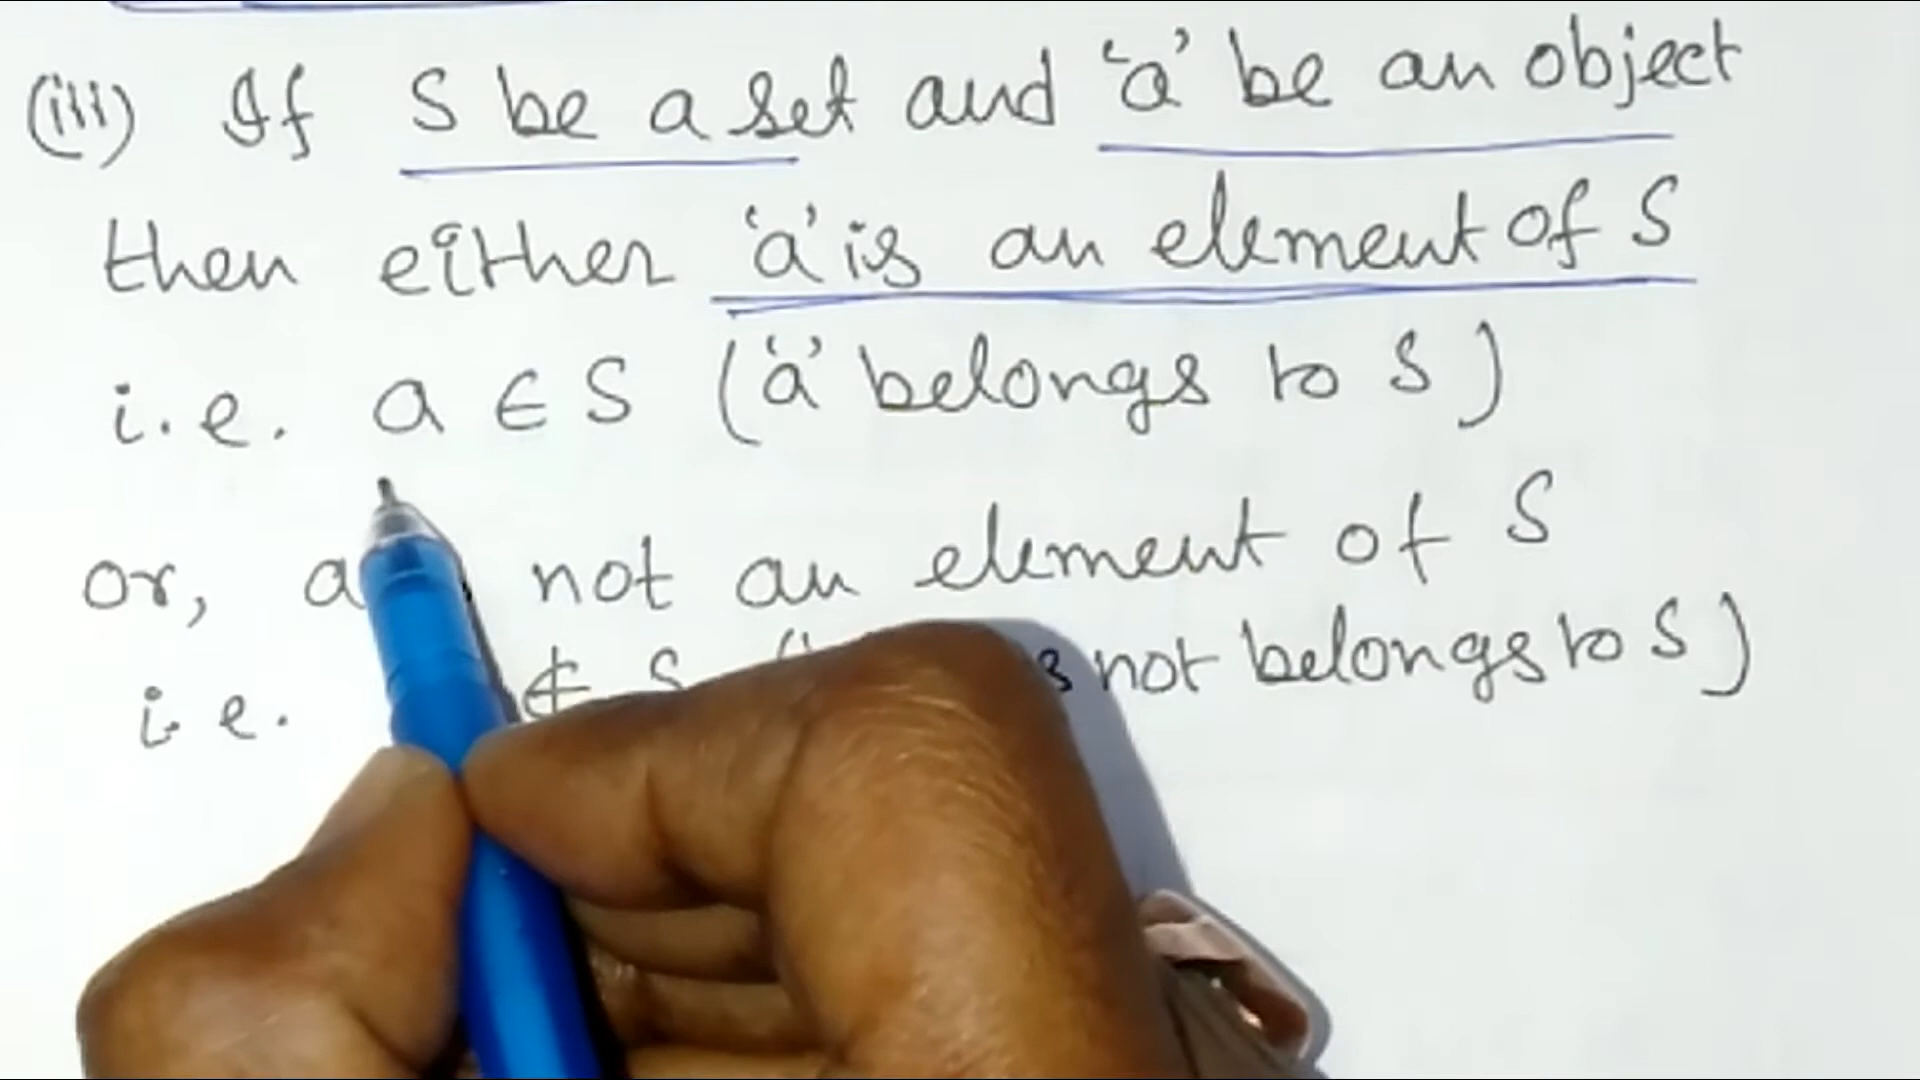 (iii) If S be a set and 'a' be an object
then either 'a' is an element of S
i.e. a ∈ S ('a' belongs to S)
or, a not an element of S
i.e. ∉ S not belongs to S)